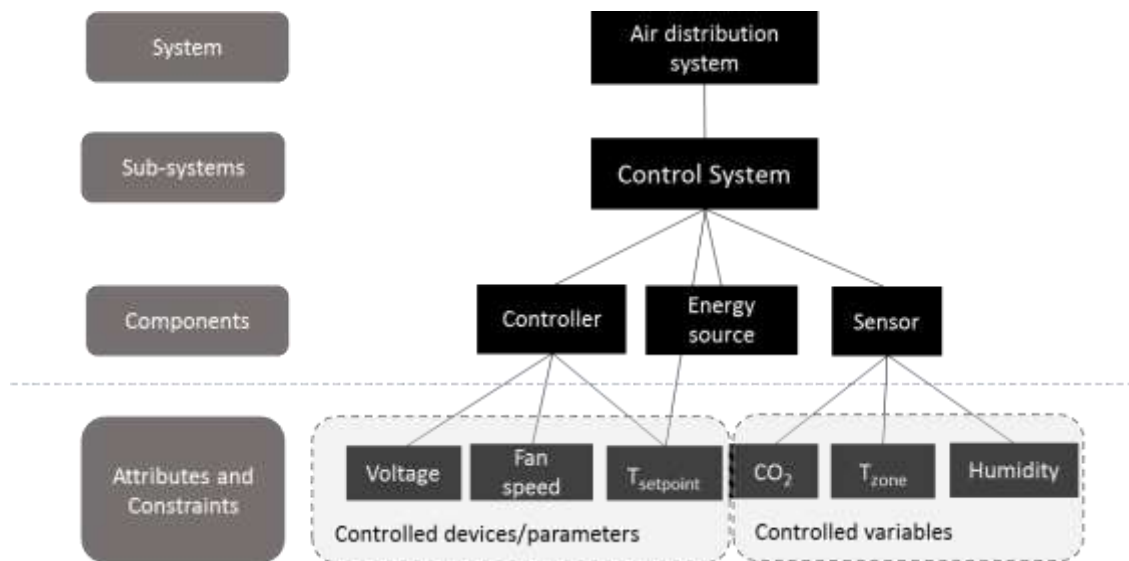 System
Air distribution
system
Sub-systems
Control System
Components
Controller
Energy
source
Sensor
Attributes and
Constraints
Voltage
Fan
speed
Tsetpoint
CO2
Tzone
Humidity
Controlled devices/parameters
Controlled variables